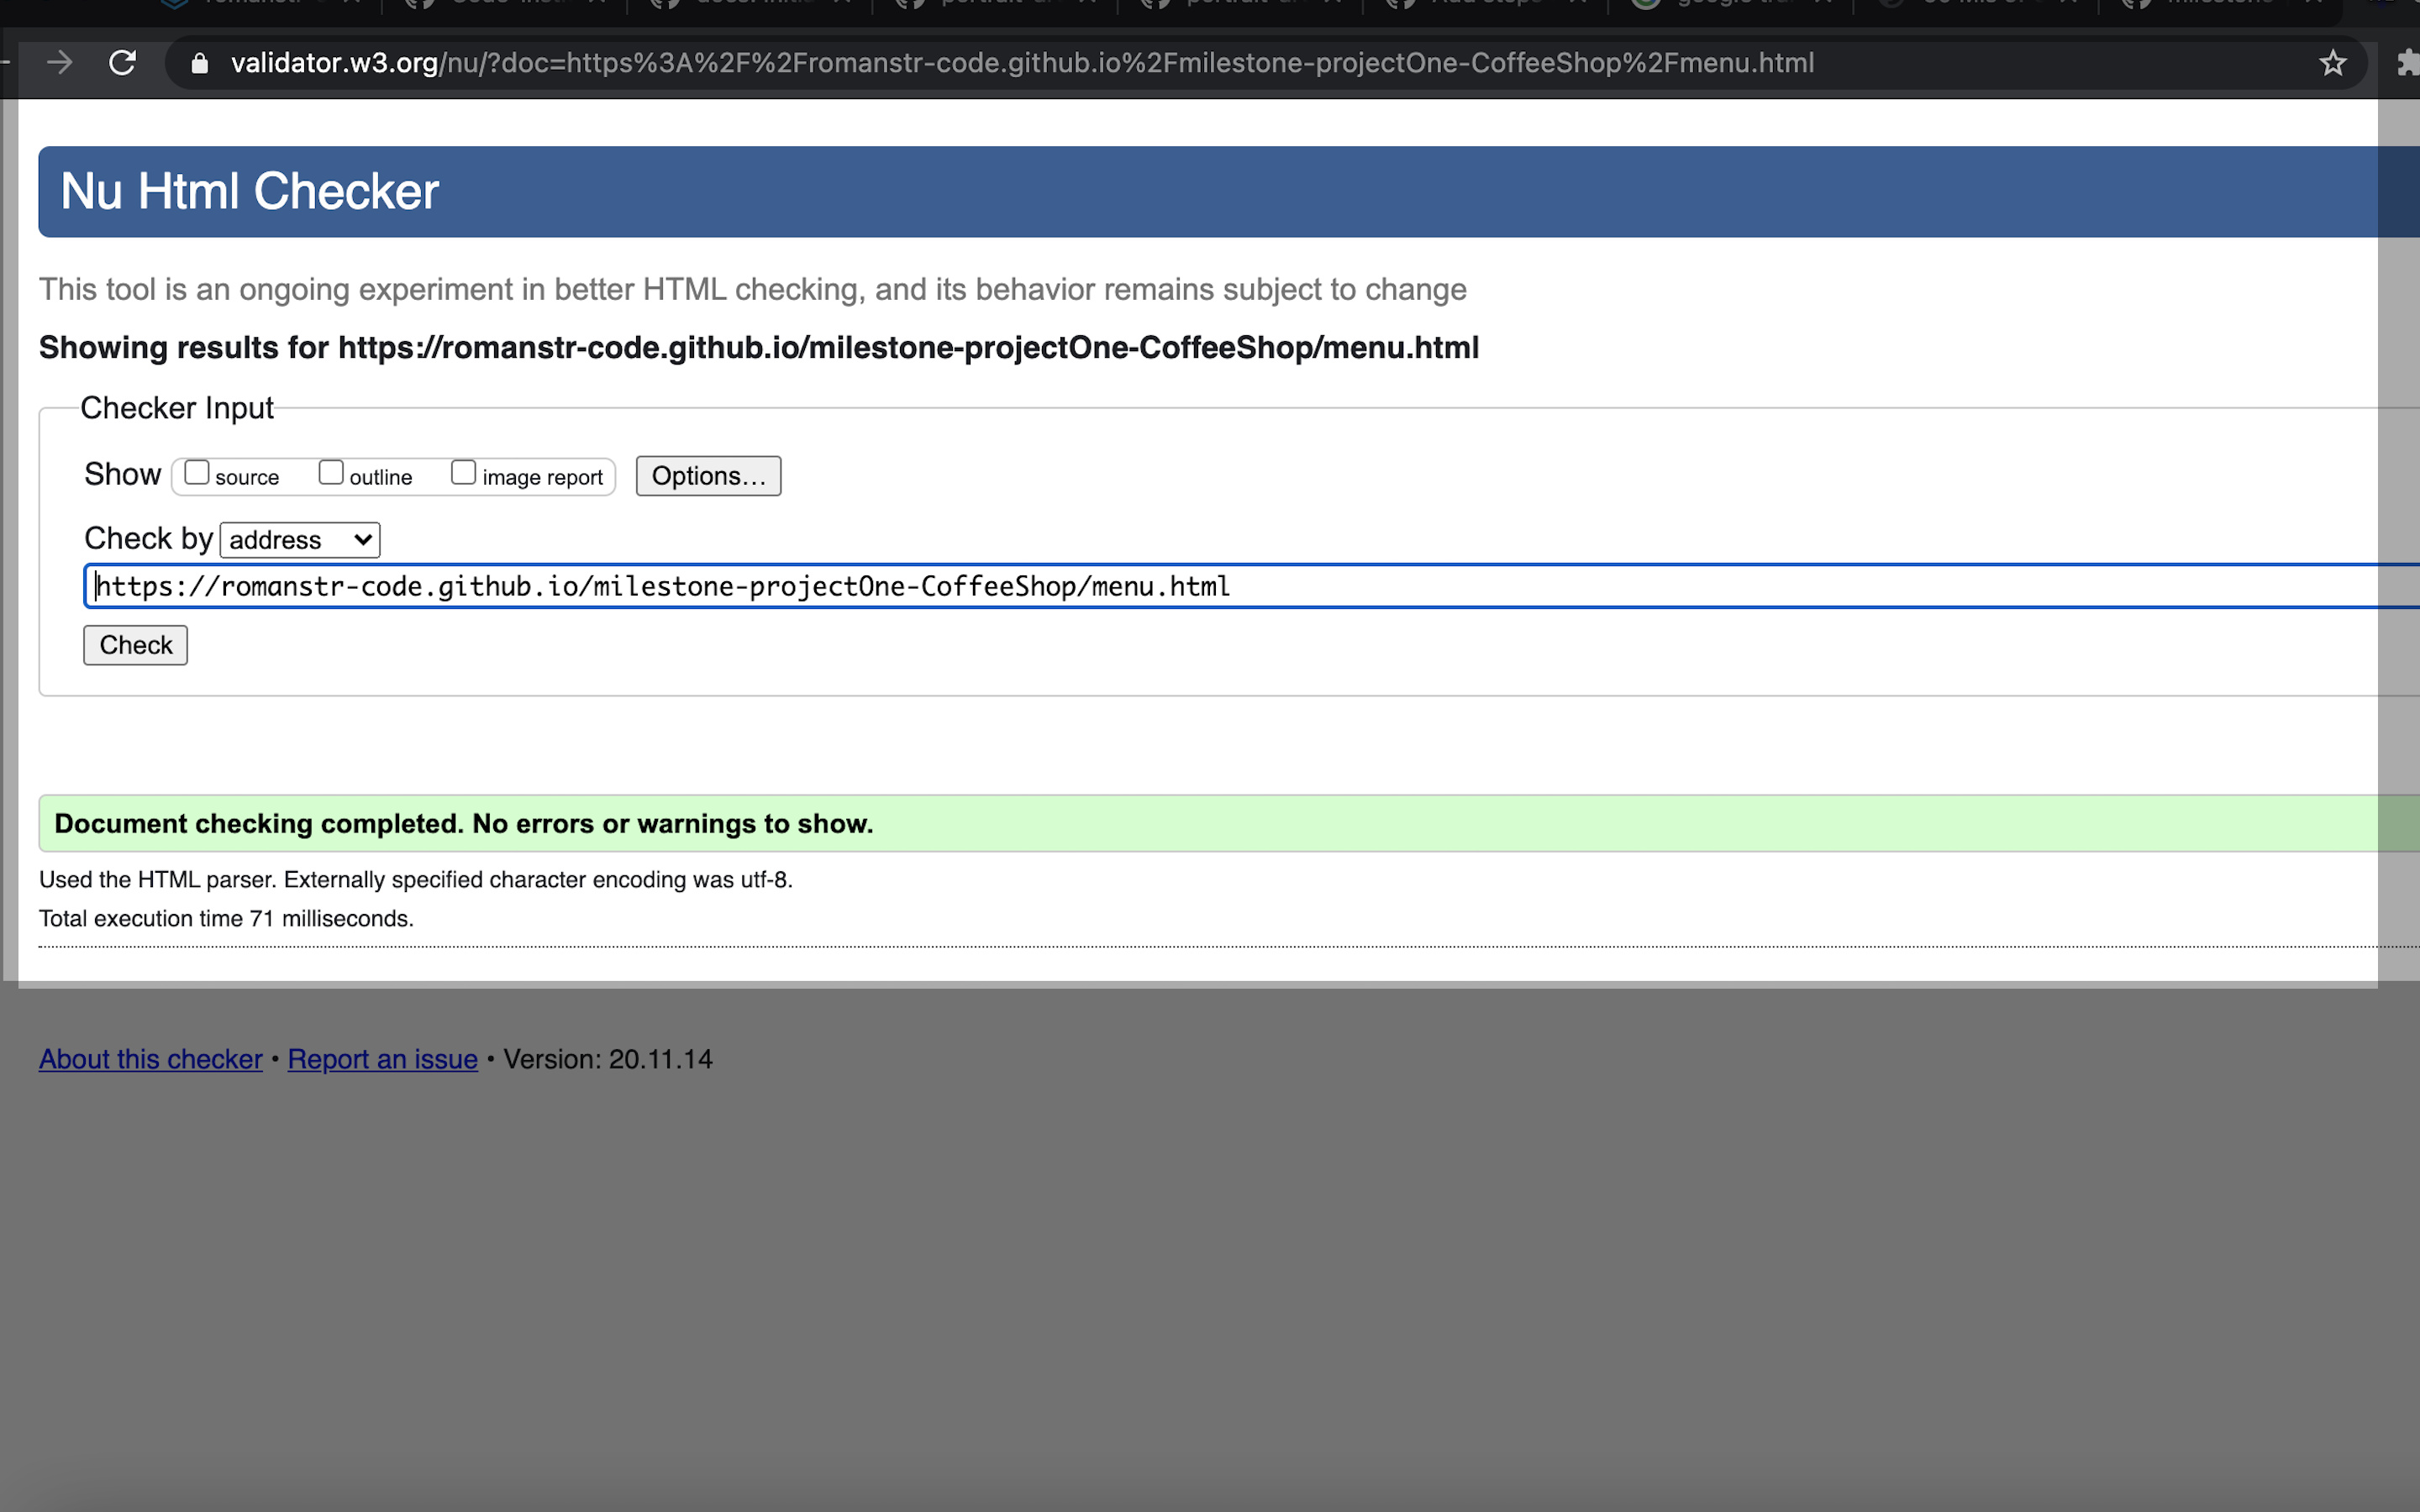 validator.w3.org/nu/?doc=https%3A%2F%2Fromanstr-code.github.io%2Fmilestone-projectOne-CoffeeShop%2Fmenu.html
Nu Html Checker
This tool is an ongoing experiment in better HTML checking, and its behavior remains subject to change
Showing results for https://romanstr-code.github.io/milestone-projectOne-CoffeeShop/menu.html
Checker Input
Show source outline image report Options...
Check by address
https://romanstr-code.github.io/milestone-projectOne-CoffeeShop/menu.html
Check
Document checking completed. No errors or warnings to show.
Used the HTML parser. Externally specified character encoding was utf-8.
Total execution time 71 milliseconds.
About this checker • Report an issue • Version: 20.11.14